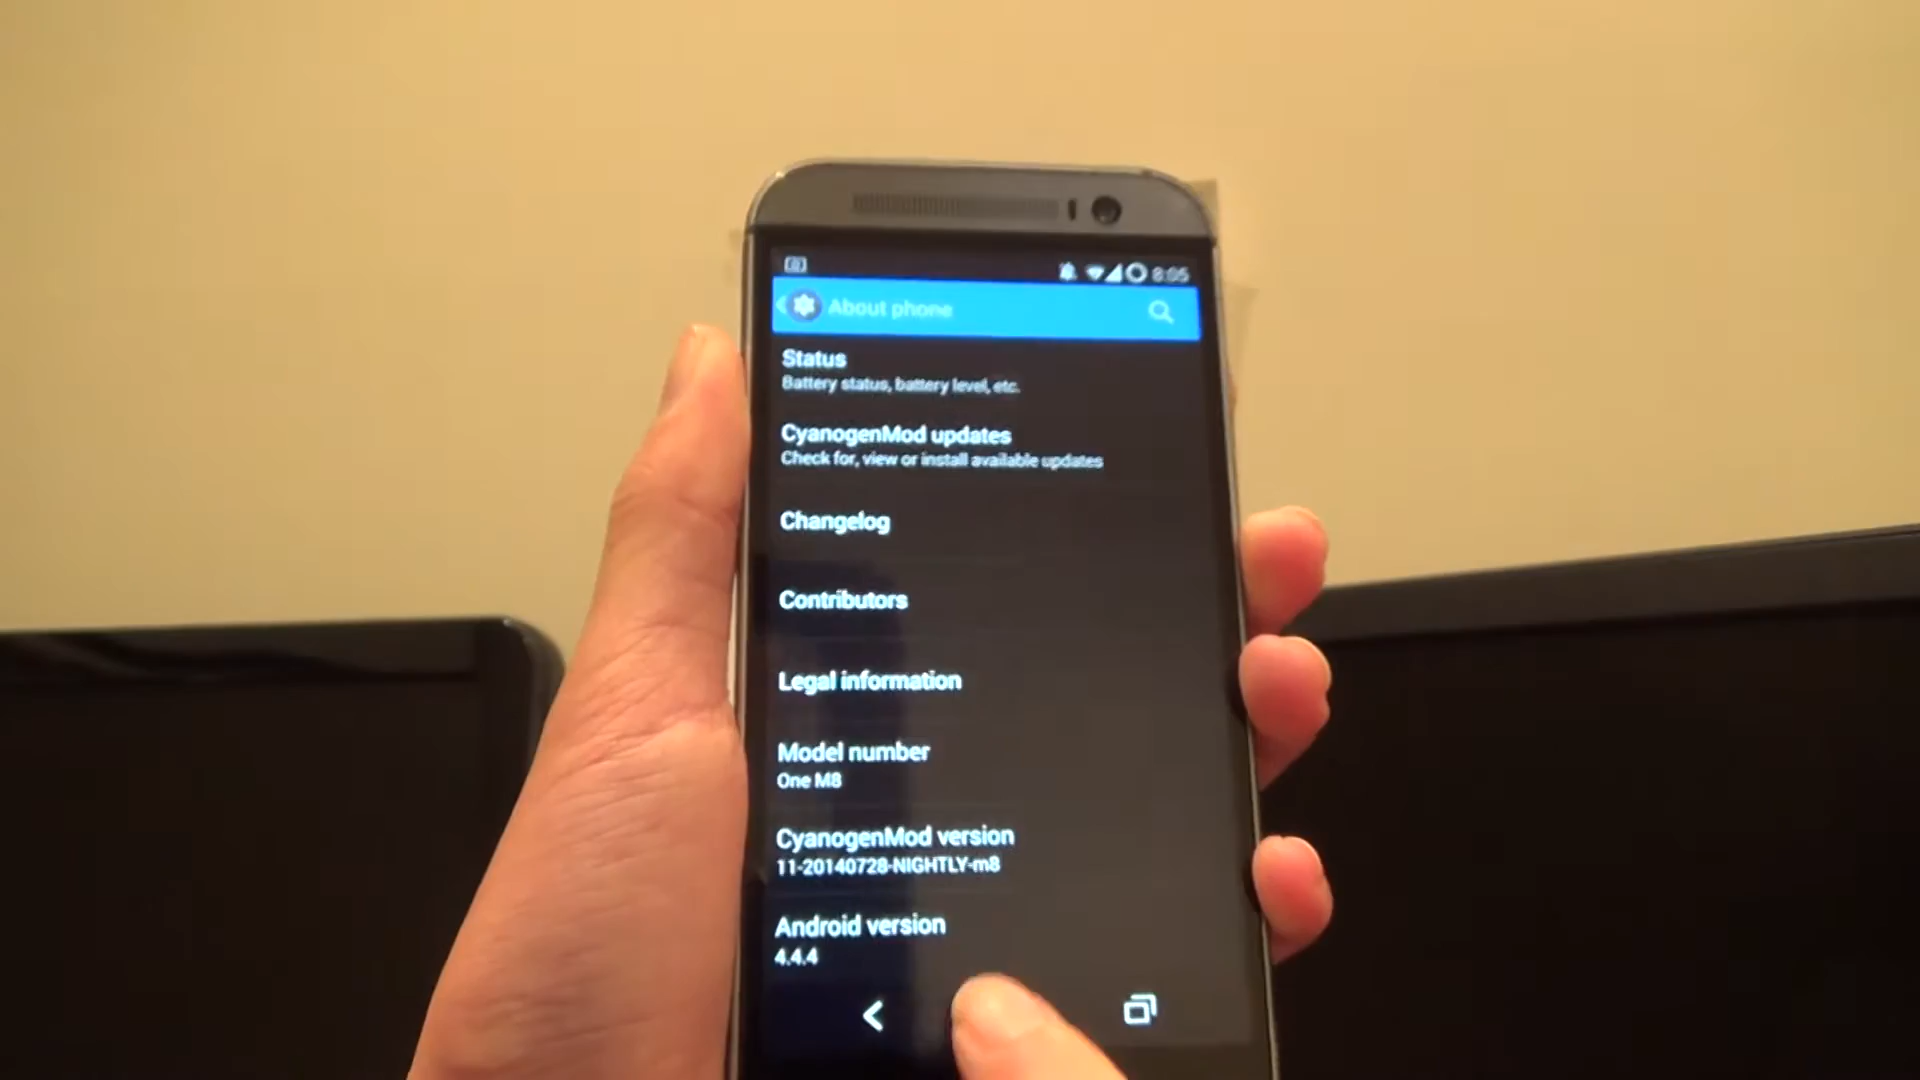 8:05
About phone
Status
Battery status, battery level, etc.
CyanogenMod updates
Check for, view or install available updates
Changelog
Contributors
Legal information
Model number
One M8
CyanogenMod version
11-20140728-NIGHTLY-m8
Android version
4.4.4